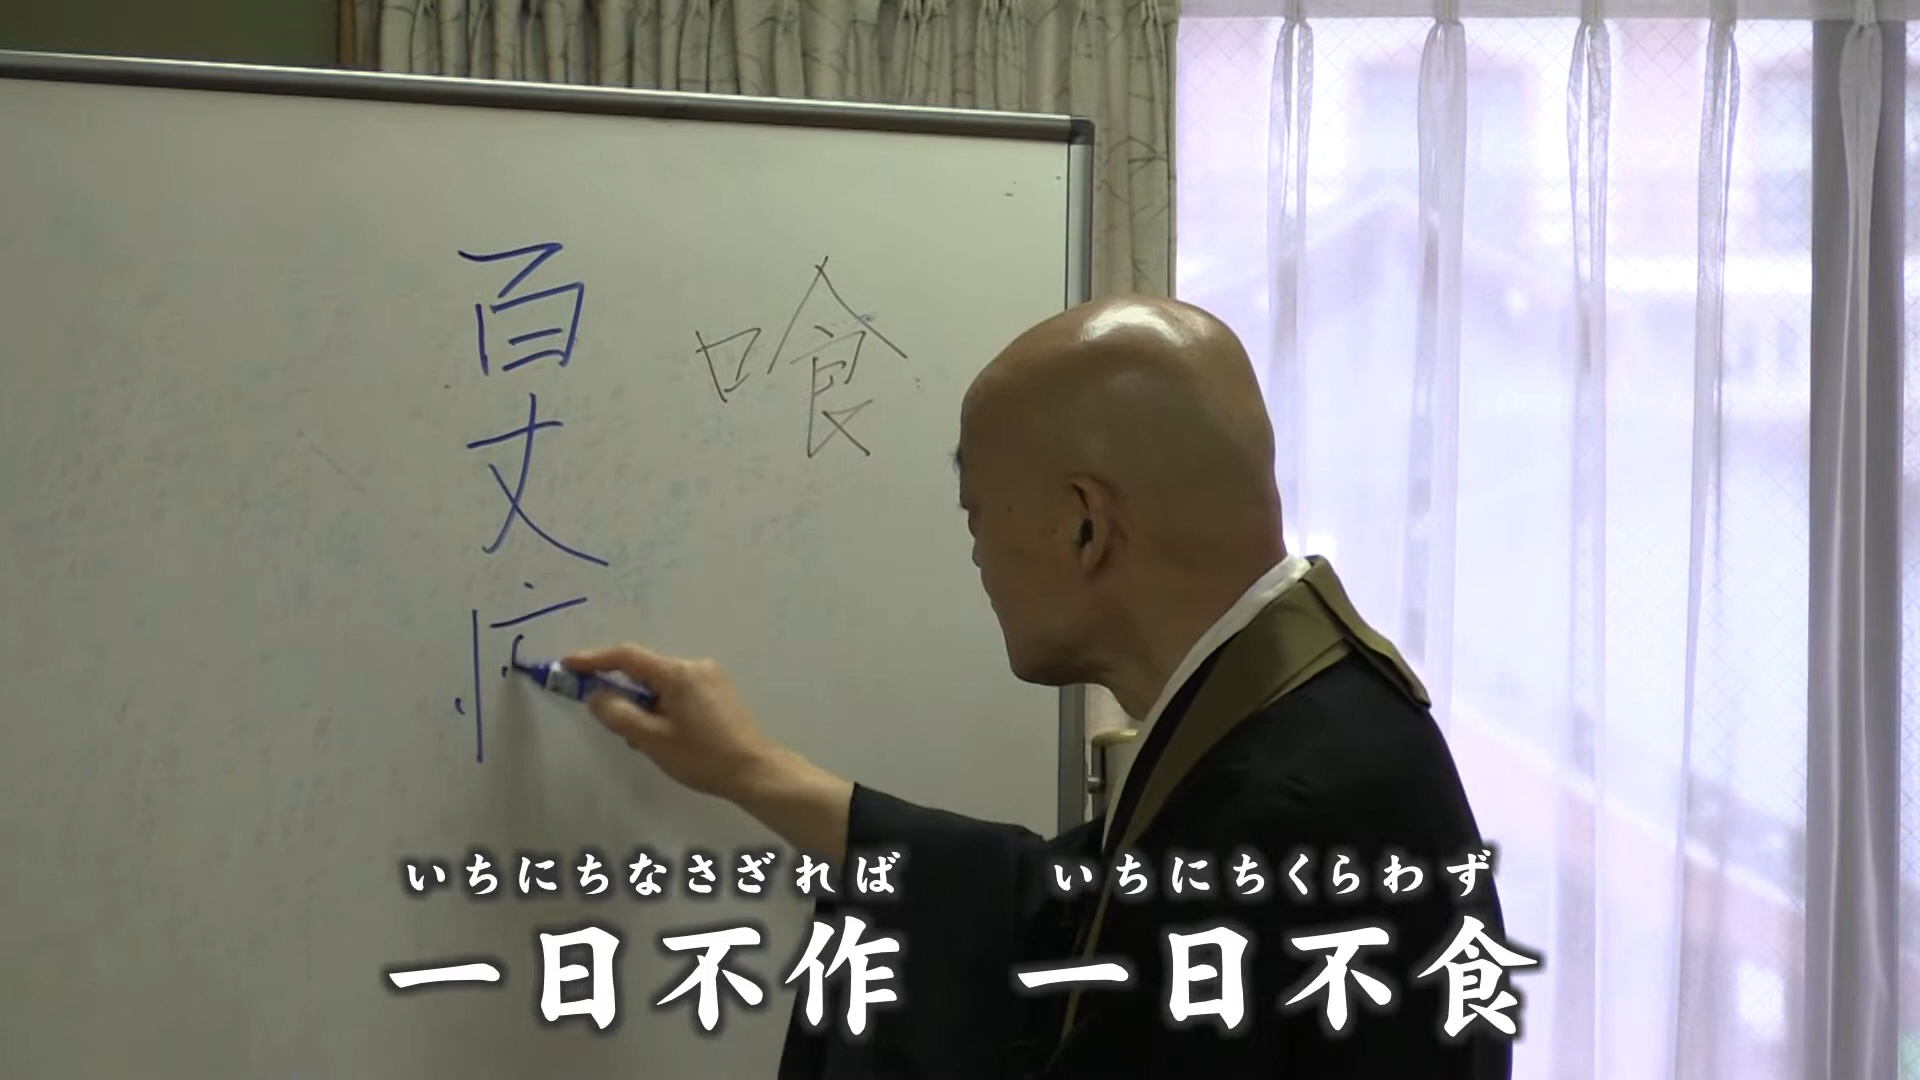 喰
百丈
いちにちなさざれば　いちにちくらわず
一日不作　一日不食